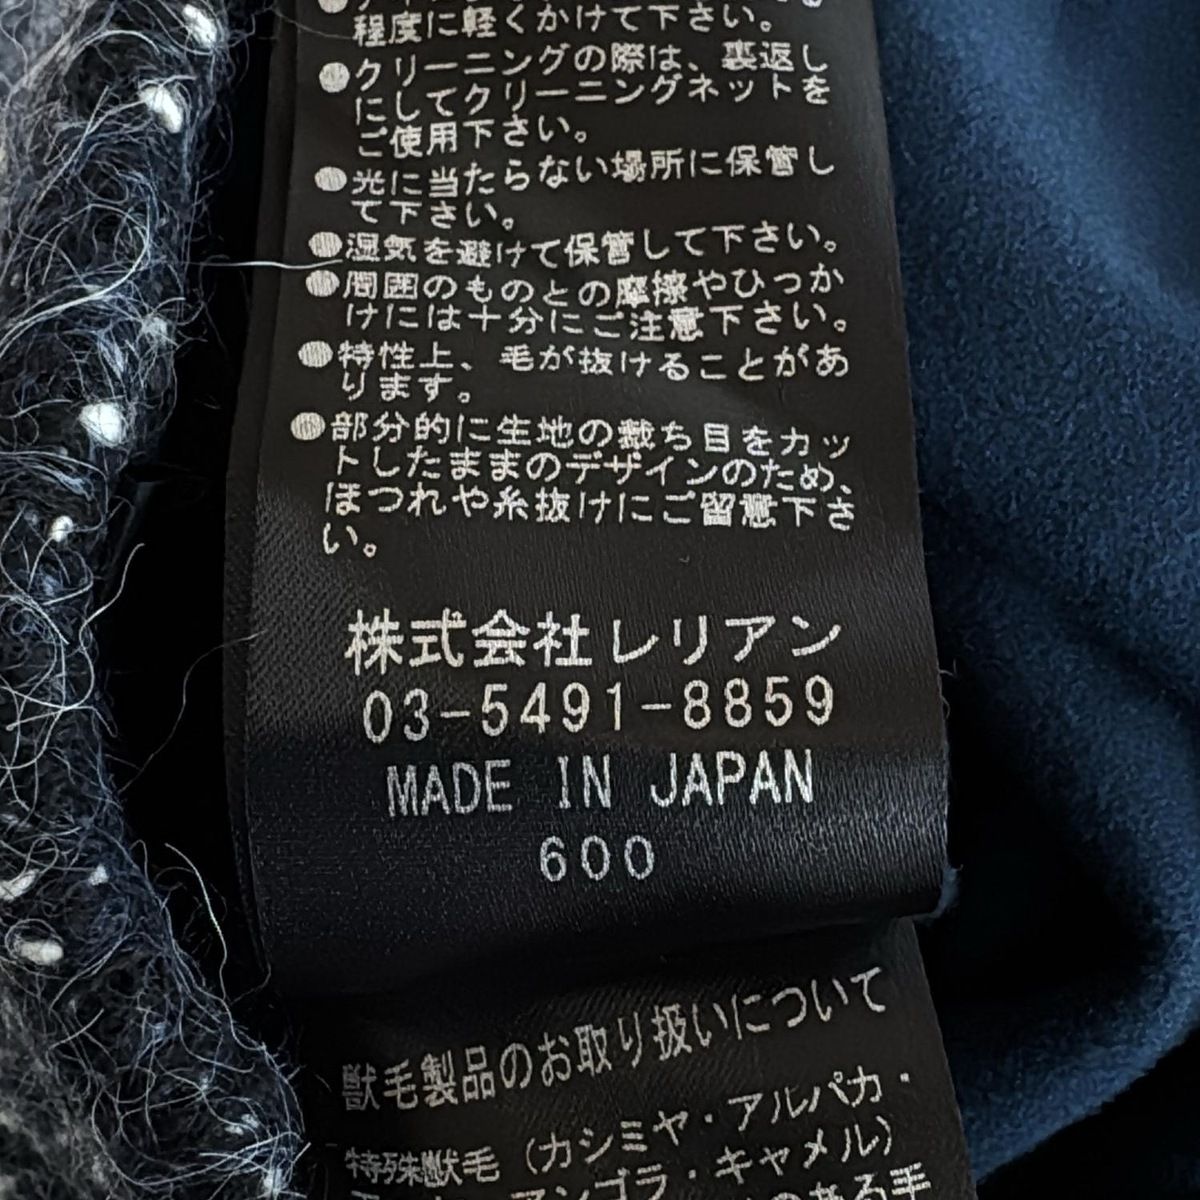 程度に軽くかけて下さい。
●クリーニングの際は、裏返し
にしてクリーニングネットを
ご使用下さい。
●光に当たらない場所に保管し
て下さい。
●湿気を避けて保管して下さい。
●周囲のものとの摩擦やひっか
けには十分にご注意下さい。
●特性上、毛が抜けることがあ
ります。
●部分的に生地の裁ち目をカッ
トしたままのデザインのため、
ほつれや糸抜けにご留意下さ
い。
株式会社レリアン
03-5491-8859
MADE IN JAPAN
600
獣毛製品のお取り扱いについて
特殊獣毛（カシミヤ・アルパカ・
アンゴラ・キャメル）